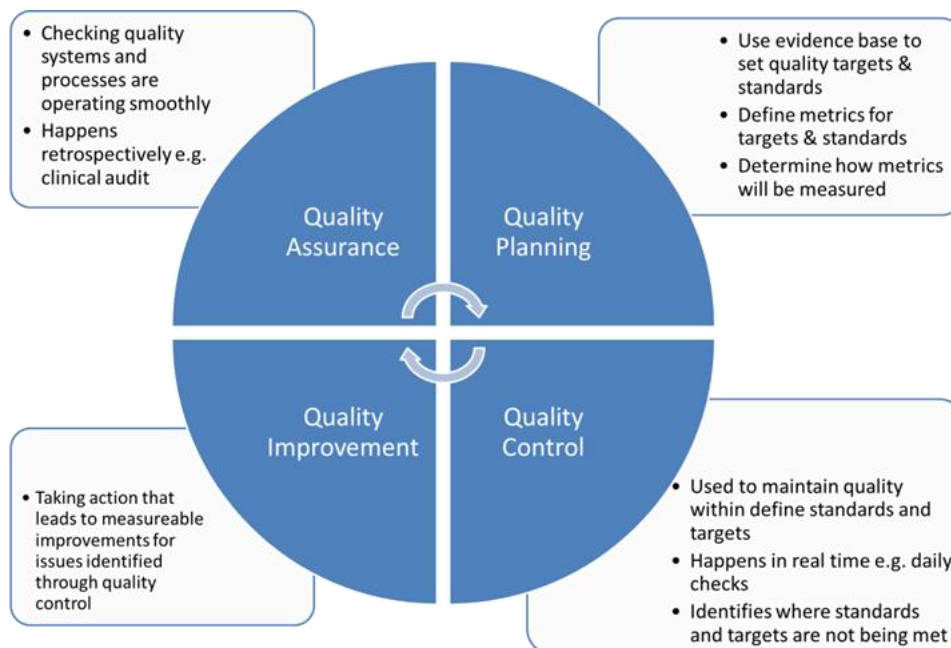 • Checking quality
systems and
processes are
operating smoothly
• Happens
retrospectively e.g.
clinical audit
• Use evidence base to
set quality targets &
standards
• Define metrics for
targets & standards
• Determine how metrics
will be measured
Quality
Assurance
Quality
Planning
Quality
Improvement
Quality
Control
• Taking action that
leads to measureable
improvements for
issues identified
through quality
control
• Used to maintain quality
within define standards and
targets
• Happens in real time e.g. daily
checks
• Identifies where standards
and targets are not being met